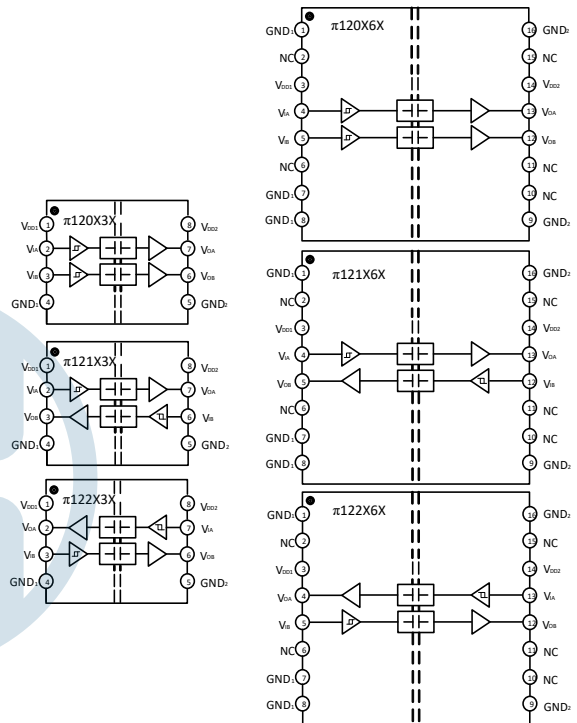 π120X3X
VDD1 1 8 VDD2
VIA 2 7 VOA
VIB 3 6 VOB
GND1 4 5 GND2
π121X3X
VDD1 1 8 VDD2
VIA 2 7 VOA
VOB 3 6 VIB
GND1 4 5 GND2
π122X3X
VDD1 1 8 VDD2
VOA 2 7 VIA
VIB 3 6 VOB
GND1 4 5 GND2
π120X6X
GND1 1 16 GND2
NC 2 15 NC
VDD1 3 14 VDD2
VIA 4 13 VOA
VIB 5 12 VOB
NC 6 11 NC
GND1 7 10 NC
GND1 8 9 GND2
π121X6X
GND1 1 16 GND2
NC 2 15 NC
VDD1 3 14 VDD2
VIA 4 13 VOA
VOB 5 12 VIB
NC 6 11 NC
GND1 7 10 NC
GND1 8 9 GND2
π122X6X
GND1 1 16 GND2
NC 2 15 NC
VDD1 3 14 VDD2
VOA 4 13 VIA
VIB 5 12 VOB
NC 6 11 NC
GND1 7 10 NC
GND1 8 9 GND2